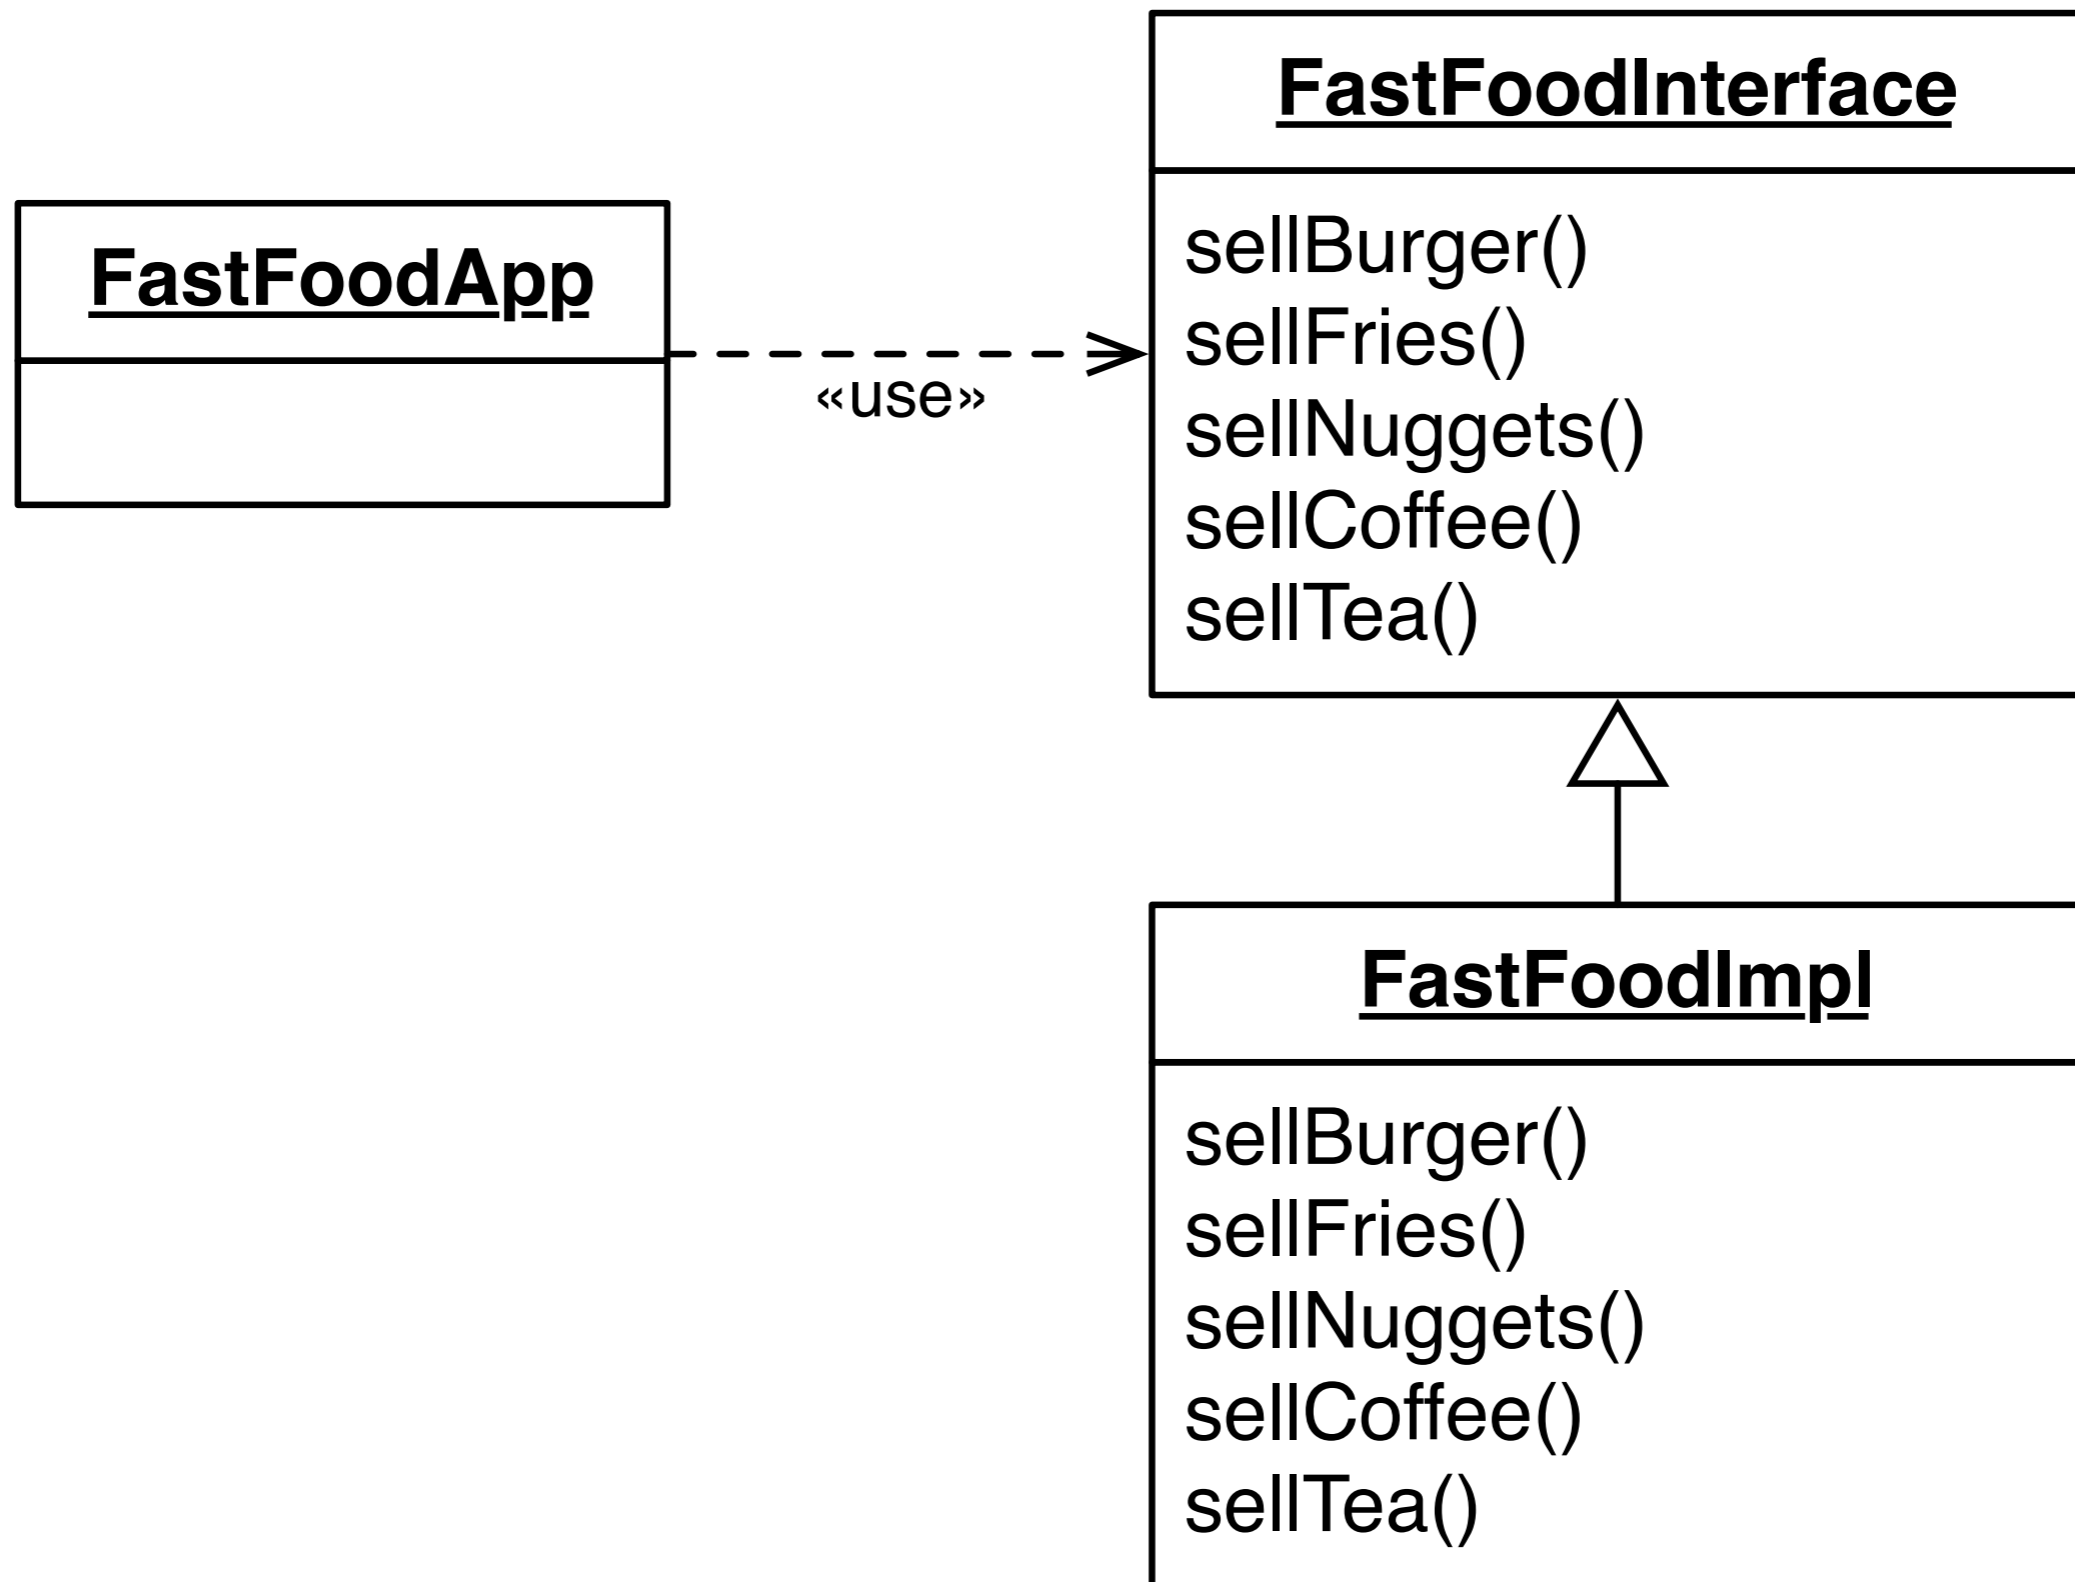 FastFoodInterface
sellBurger()
sellFries()
sellNuggets()
sellCoffee()
sellTea()
FastFoodApp
«use»
FastFoodImpl
sellBurger()
sellFries()
sellNuggets()
sellCoffee()
sellTea()